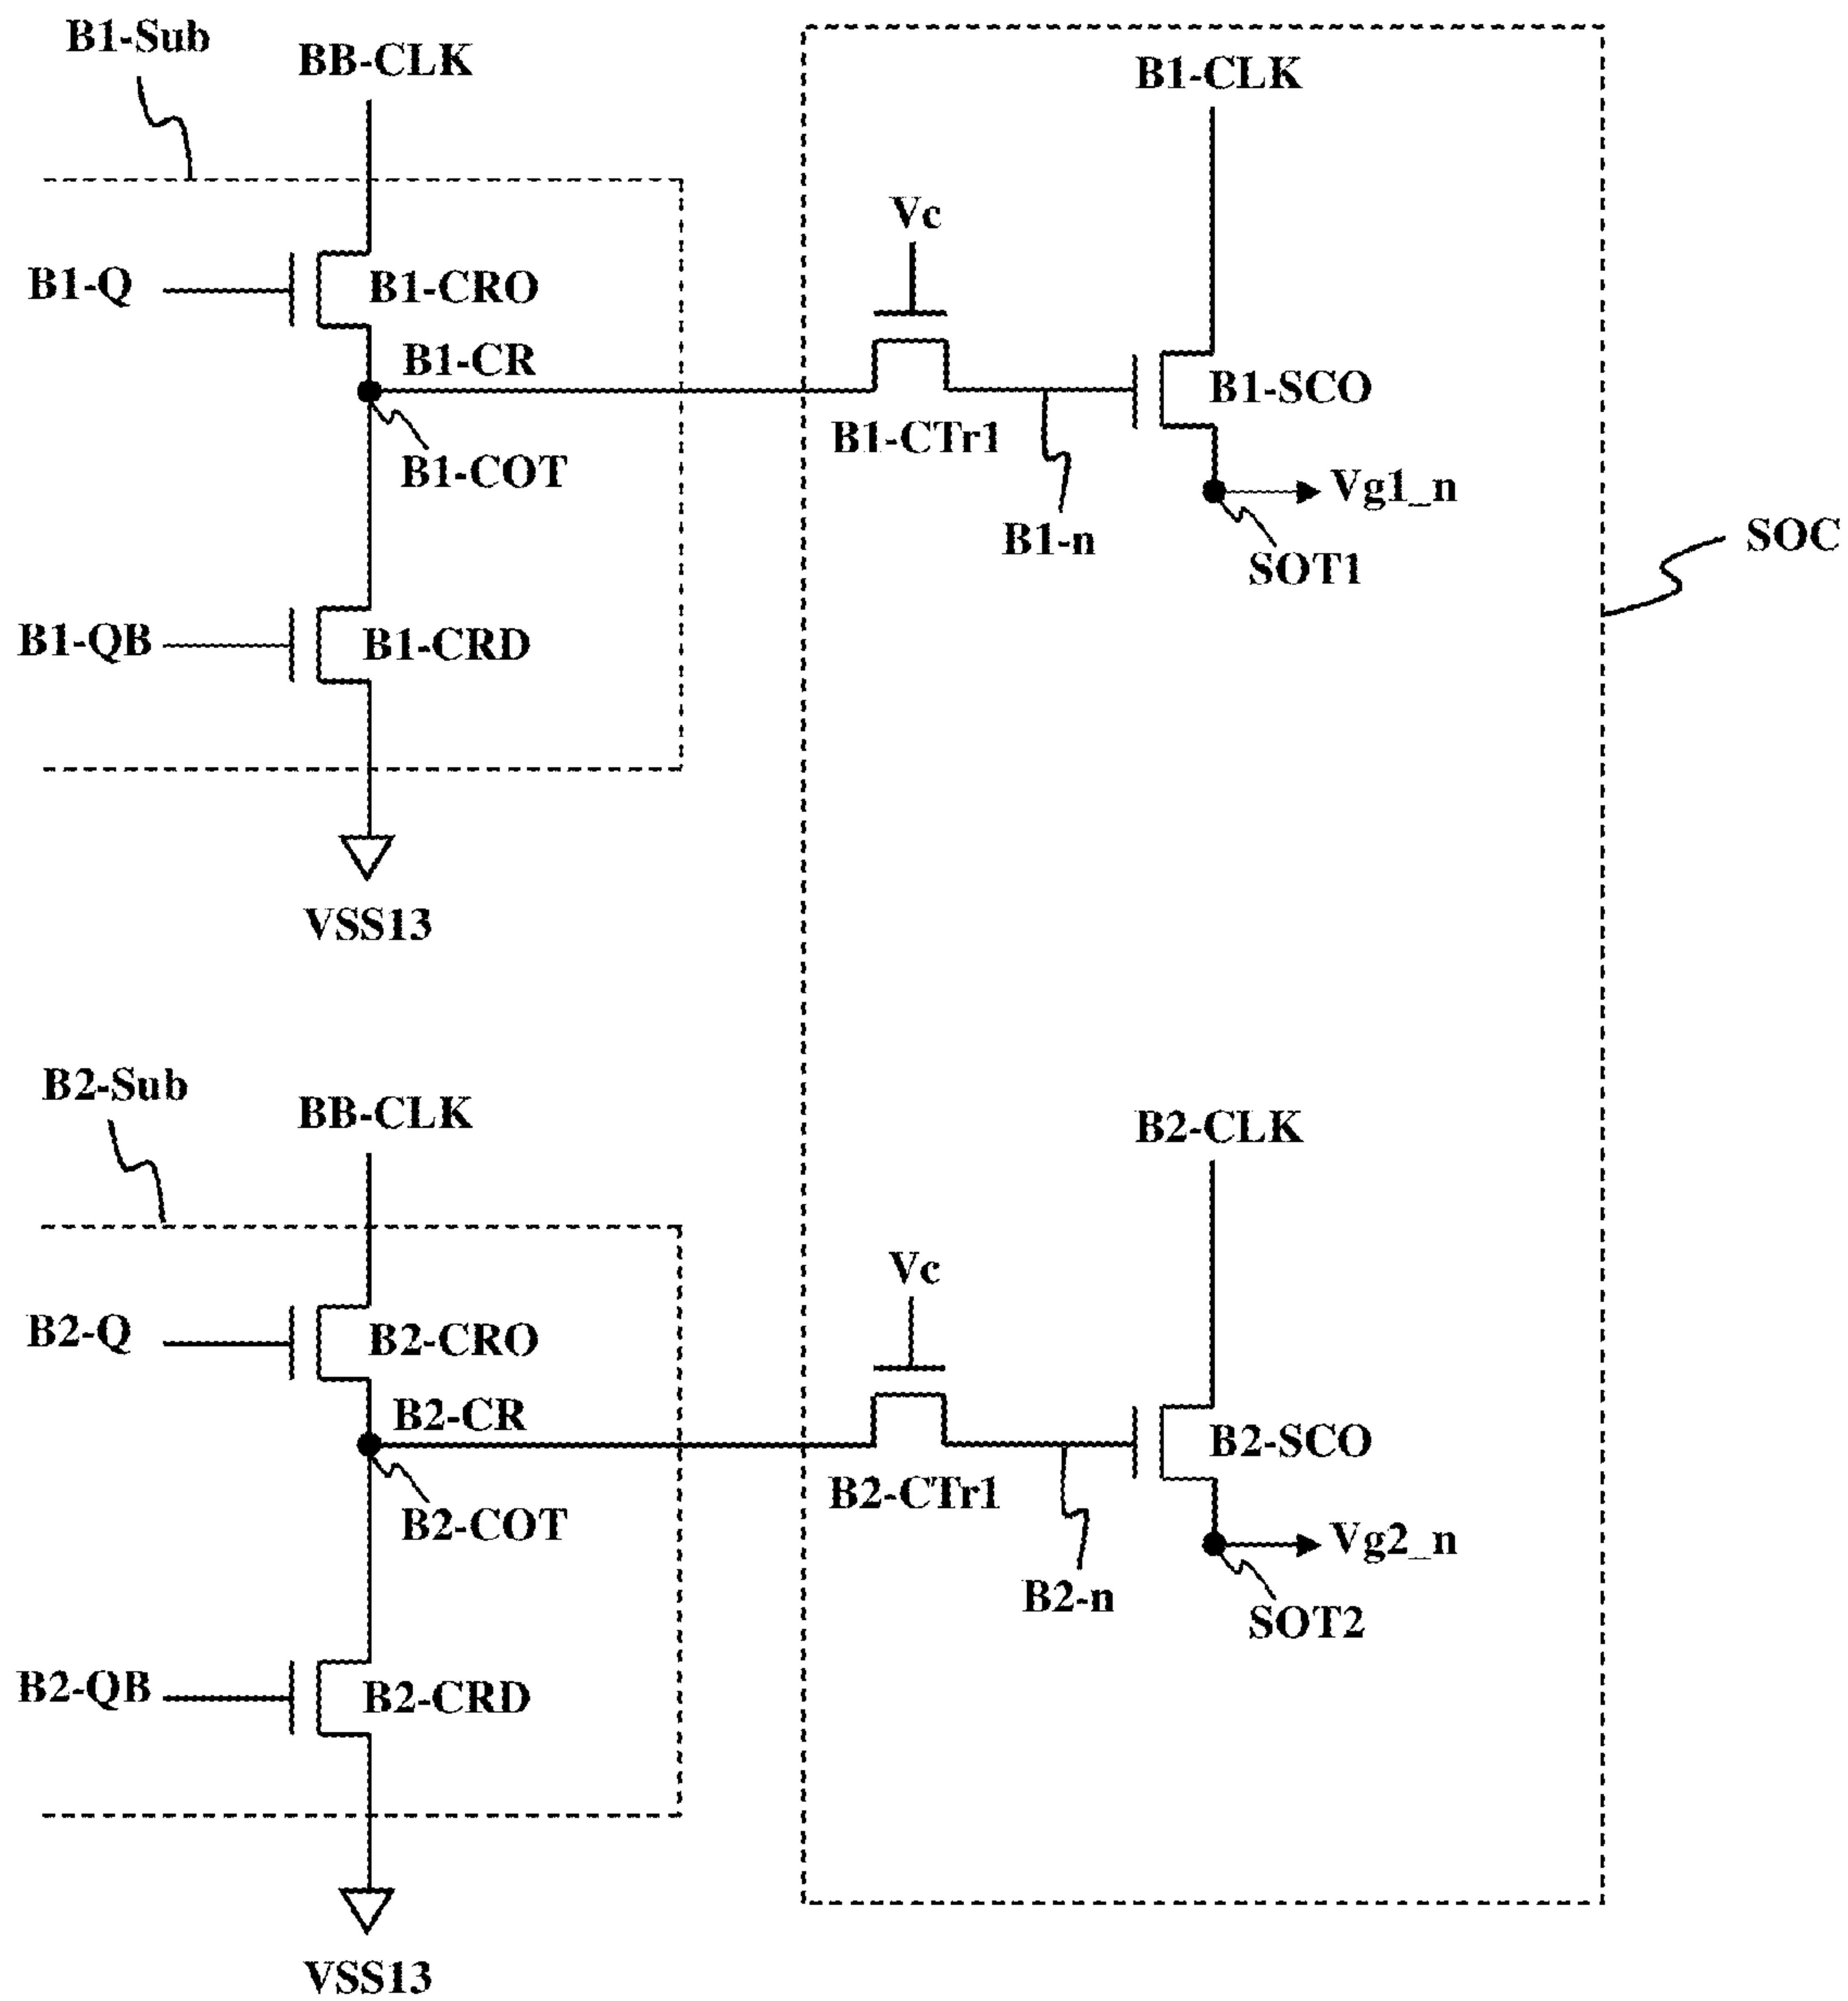 B1-Sub
BB-CLK
B1-CLK
Vc
B1-Q
B1-CRO
B1-CR
B1-SCO
B1-CTr1
B1-COT
Vg1_n
B1-n
SOT1
SOC
B1-QB
B1-CRD
VSS13
B2-Sub
BB-CLK
B2-CLK
Vc
B2-Q
B2-CRO
B2-CR
B2-SCO
B2-CTr1
B2-COT
Vg2_n
B2-n
SOT2
B2-QB
B2-CRD
VSS13